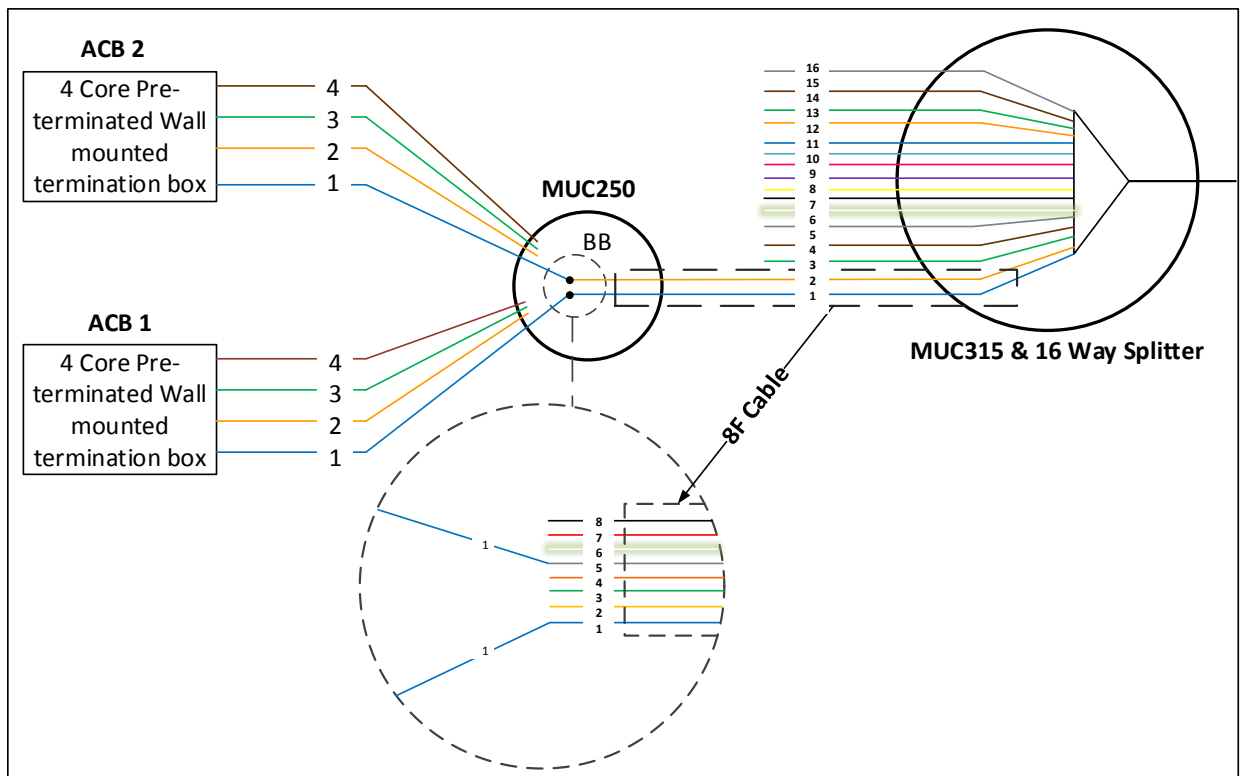 ACB 2
4 Core Pre-
terminated Wall
mounted
termination box
4
3
2
1
MUC250
BB
16
15
14
13
12
11
10
9
8
7
6
5
4
3
2
1
MUC315 & 16 Way Splitter
ACB 1
4 Core Pre-
terminated Wall
mounted
termination box
4
3
2
1
8F Cable
1
1
8
7
6
5
4
3
2
1